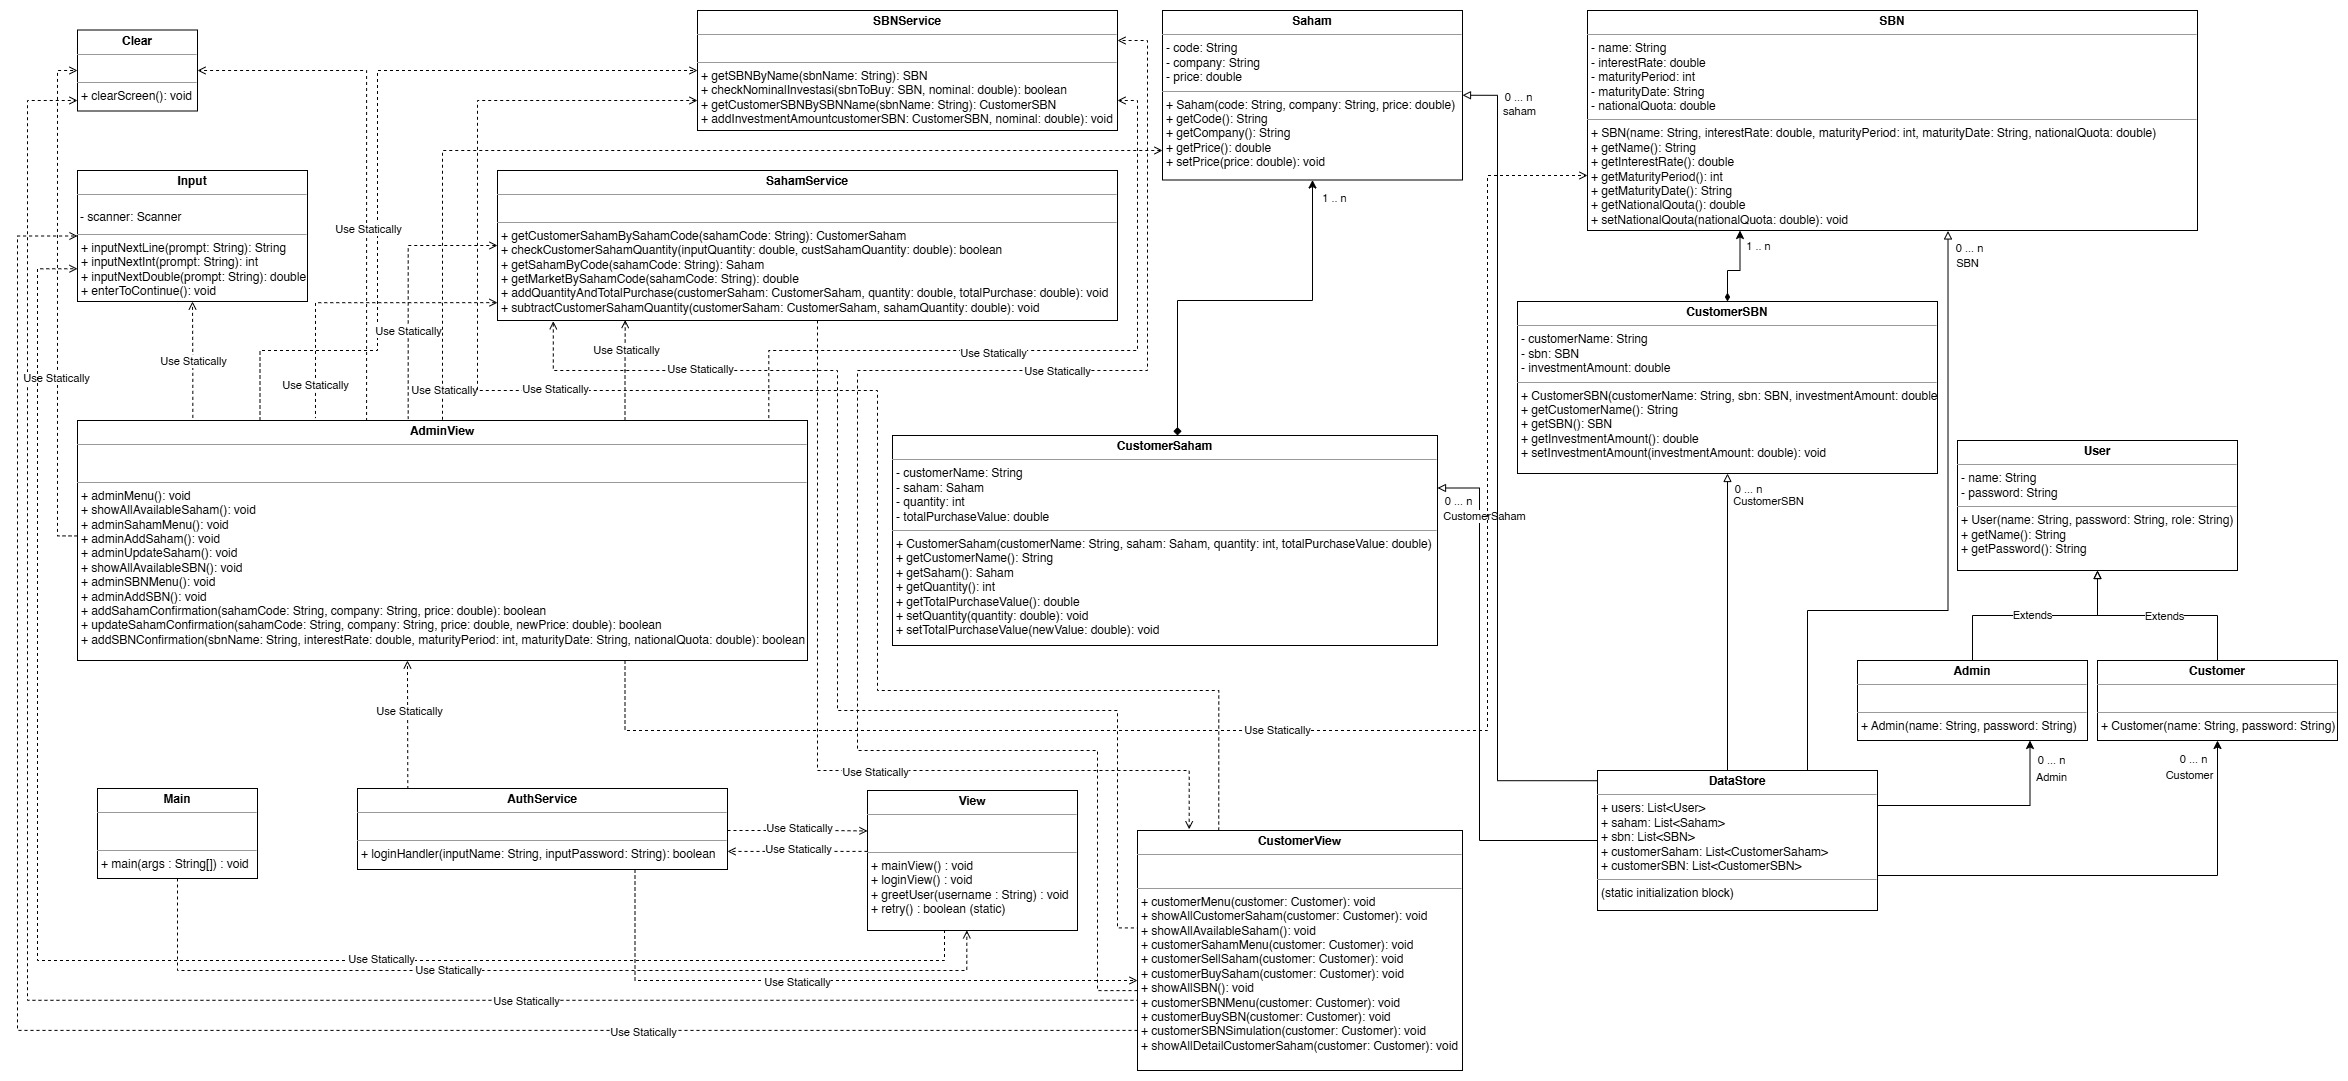 Clear
+ clearScreen(): void
SBNService
+ getSBNByName(sbnName: String): SBN
+ checkNominalInvestasi(sbnToBuy: SBN, nominal: double): boolean
+ getCustomerSBNBySBNName(sbnName: String): CustomerSBN
+ addInvestmentAmountcustomerSBN: CustomerSBN, nominal: double): void
Saham
- code: String
- company: String
- price: double
+ Saham(code: String, company: String, price: double)
+ getCode(): String
+ getCompany(): String
+ getPrice(): double
+ setPrice(price: double): void
0 ... n
saham
1 .. n
SBN
- name: String
- interestRate: double
- maturityPeriod: int
- maturityDate: String
- nationalQuota: double
+ SBN(name: String, interestRate: double, maturityPeriod: int, maturityDate: String, nationalQuota: double)
+ getName(): String
+ getInterestRate(): double
+ getMaturityPeriod(): int
+ getMaturityDate(): String
+ getNationalQouta(): double
+ setNationalQouta(nationalQuota: double): void
1 .. n
0 ... n
SBN
Input
- scanner: Scanner
+ inputNextLine(prompt: String): String
+ inputNextInt(prompt: String): int
+ inputNextDouble(prompt: String): double
+ enterToContinue(): void
SahamService
+ getCustomerSahamBySahamCode(sahamCode: String): CustomerSaham
+ checkCustomerSahamQuantity(inputQuantity: double, custSahamQuantity: double): boolean
+ getSahamByCode(sahamCode: String): Saham
+ getMarketBySahamCode(sahamCode: String): double
+ addQuantityAndTotalPurchase(customerSaham: CustomerSaham, quantity: double, totalPurchase: double): void
+ subtractCustomerSahamQuantity(customerSaham: CustomerSaham, sahamQuantity: double): void
Use Statically
Use Statically
Use Statically
Use Statically
Use Statically
Use Statically
Use Statically
Use Statically
Use Statically
Use Statically
Use Statically
Use Statically
CustomerSBN
- customerName: String
- sbn: SBN
- investmentAmount: double
+ CustomerSBN(customerName: String, sbn: SBN, investmentAmount: double
+ getCustomerName(): String
+ getSBN(): SBN
+ getInvestmentAmount(): double
+ setInvestmentAmount(investmentAmount: double): void
0 ... n
CustomerSBN
AdminView
+ adminMenu(): void
+ showAllAvailableSaham(): void
+ adminSahamMenu(): void
+ adminAddSaham(): void
+ adminUpdateSaham(): void
+ showAllAvailableSBN(): void
+ adminSBNMenu(): void
+ adminAddSBN(): void
+ addSahamConfirmation(sahamCode: String, company: String, price: double): boolean
+ updateSahamConfirmation(sahamCode: String, company: String, price: double, newPrice: double): boolean
+ addSBNConfirmation(sbnName: String, interestRate: double, maturityPeriod: int, maturityDate: String, nationalQuota: double): boolean
CustomerSaham
- customerName: String
- saham: Saham
- quantity: int
- totalPurchaseValue: double
+ CustomerSaham(customerName: String, saham: Saham, quantity: int, totalPurchaseValue: double)
+ getCustomerName(): String
+ getSaham(): Saham
+ getQuantity(): int
+ getTotalPurchaseValue(): double
+ setQuantity(quantity: double): void
+ setTotalPurchaseValue(newValue: double): void
0 ... n
CustomerSaham
User
- name: String
- password: String
+ User(name: String, password: String, role: String)
+ getName(): String
+ getPassword(): String
Extends
Extends
Admin
+ Admin(name: String, password: String)
Customer
+ Customer(name: String, password: String)
0 ... n
Admin
0 ... n
Customer
Use Statically
Use Statically
Use Statically
Main
+ main(args : String[]) : void
AuthService
+ loginHandler(inputName: String, inputPassword: String): boolean
Use Statically
Use Statically
View
+ mainView() : void
+ loginView() : void
+ greetUser(username : String) : void
+ retry() : boolean (static)
CustomerView
+ customerMenu(customer: Customer): void
+ showAllCustomerSaham(customer: Customer): void
+ showAllAvailableSaham(): void
+ customerSahamMenu(customer: Customer): void
+ customerSellSaham(customer: Customer): void
+ customerBuySaham(customer: Customer): void
+ showAllSBN(): void
+ customerSBNMenu(customer: Customer): void
+ customerBuySBN(customer: Customer): void
+ customerSBNSimulation(customer: Customer): void
+ showAllDetailCustomerSaham(customer: Customer): void
DataStore
+ users: List<User>
+ saham: List<Saham>
+ sbn: List<SBN>
+ customerSaham: List<CustomerSaham>
+ customerSBN: List<CustomerSBN>
(static initialization block)
Use Statically
Use Statically
Use Statically
Use Statically
Use Statically